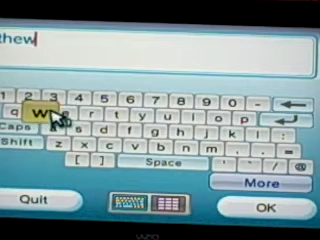 thew
1 2 3 4 5 6 7 8 9 0 -
q W e r t y u i o p
Caps s d f g h j k l :
Shift z x c v b n m , . =
[ ] Space ' / @
More
Quit
OK